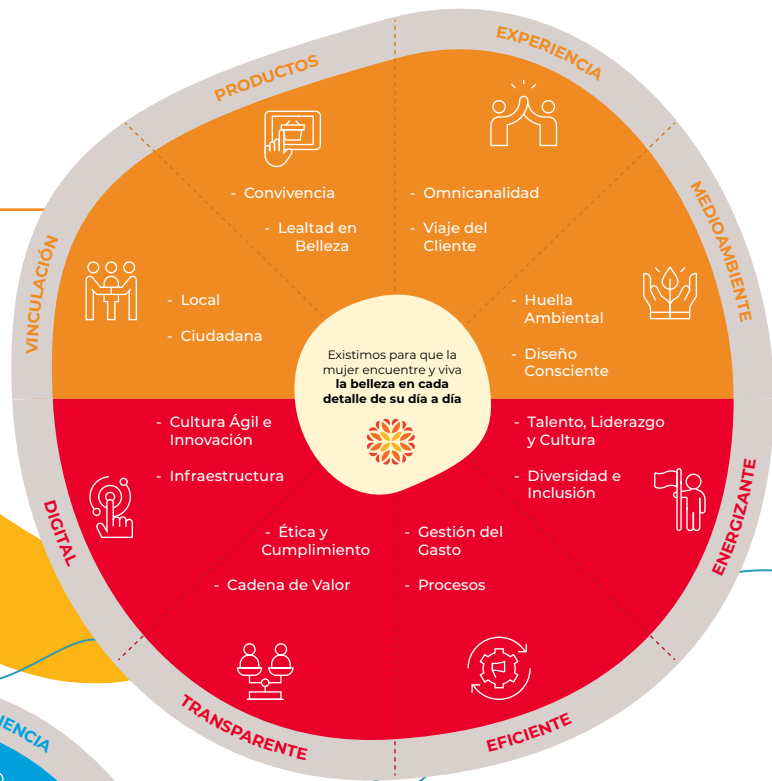 PRODUCTOS
EXPERIENCIA
- Convivencia
- Lealtad en
Belleza
- Omnicanalidad
- Viaje del
Cliente
VINCULACIÓN
- Local
- Ciudadana
MEDIOAMBIENTE
- Huella
Ambiental
- Diseño
Consciente
Existimos para que la
mujer encuentre y viva
la belleza en cada
detalle de su día a día
DIGITAL
- Cultura Ágil e
Innovación
- Infraestructura
ENERGIZANTE
- Talento, Liderazgo
y Cultura
- Diversidad e
Inclusión
- Ética y
Cumplimiento
- Cadena de Valor
- Gestión del
Gasto
- Procesos
TRANSPARENTE
EFICIENTE